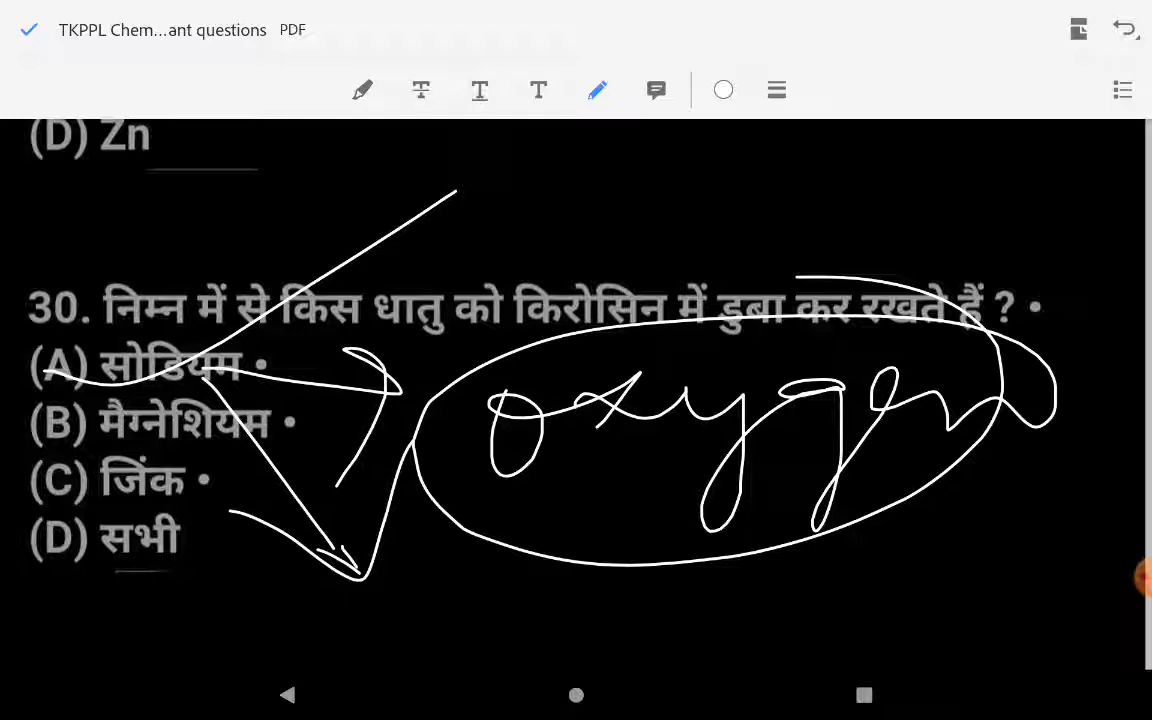 TKPPL Chem...ant questions PDF
(D) Zn
30. निम्न में से किस धातु को किरोसिन में डुबा कर रखते हैं ? •
(A) सोडियम •
(B) मैग्नेशियम •
(C) जिंक •
(D) सभी
oxygen